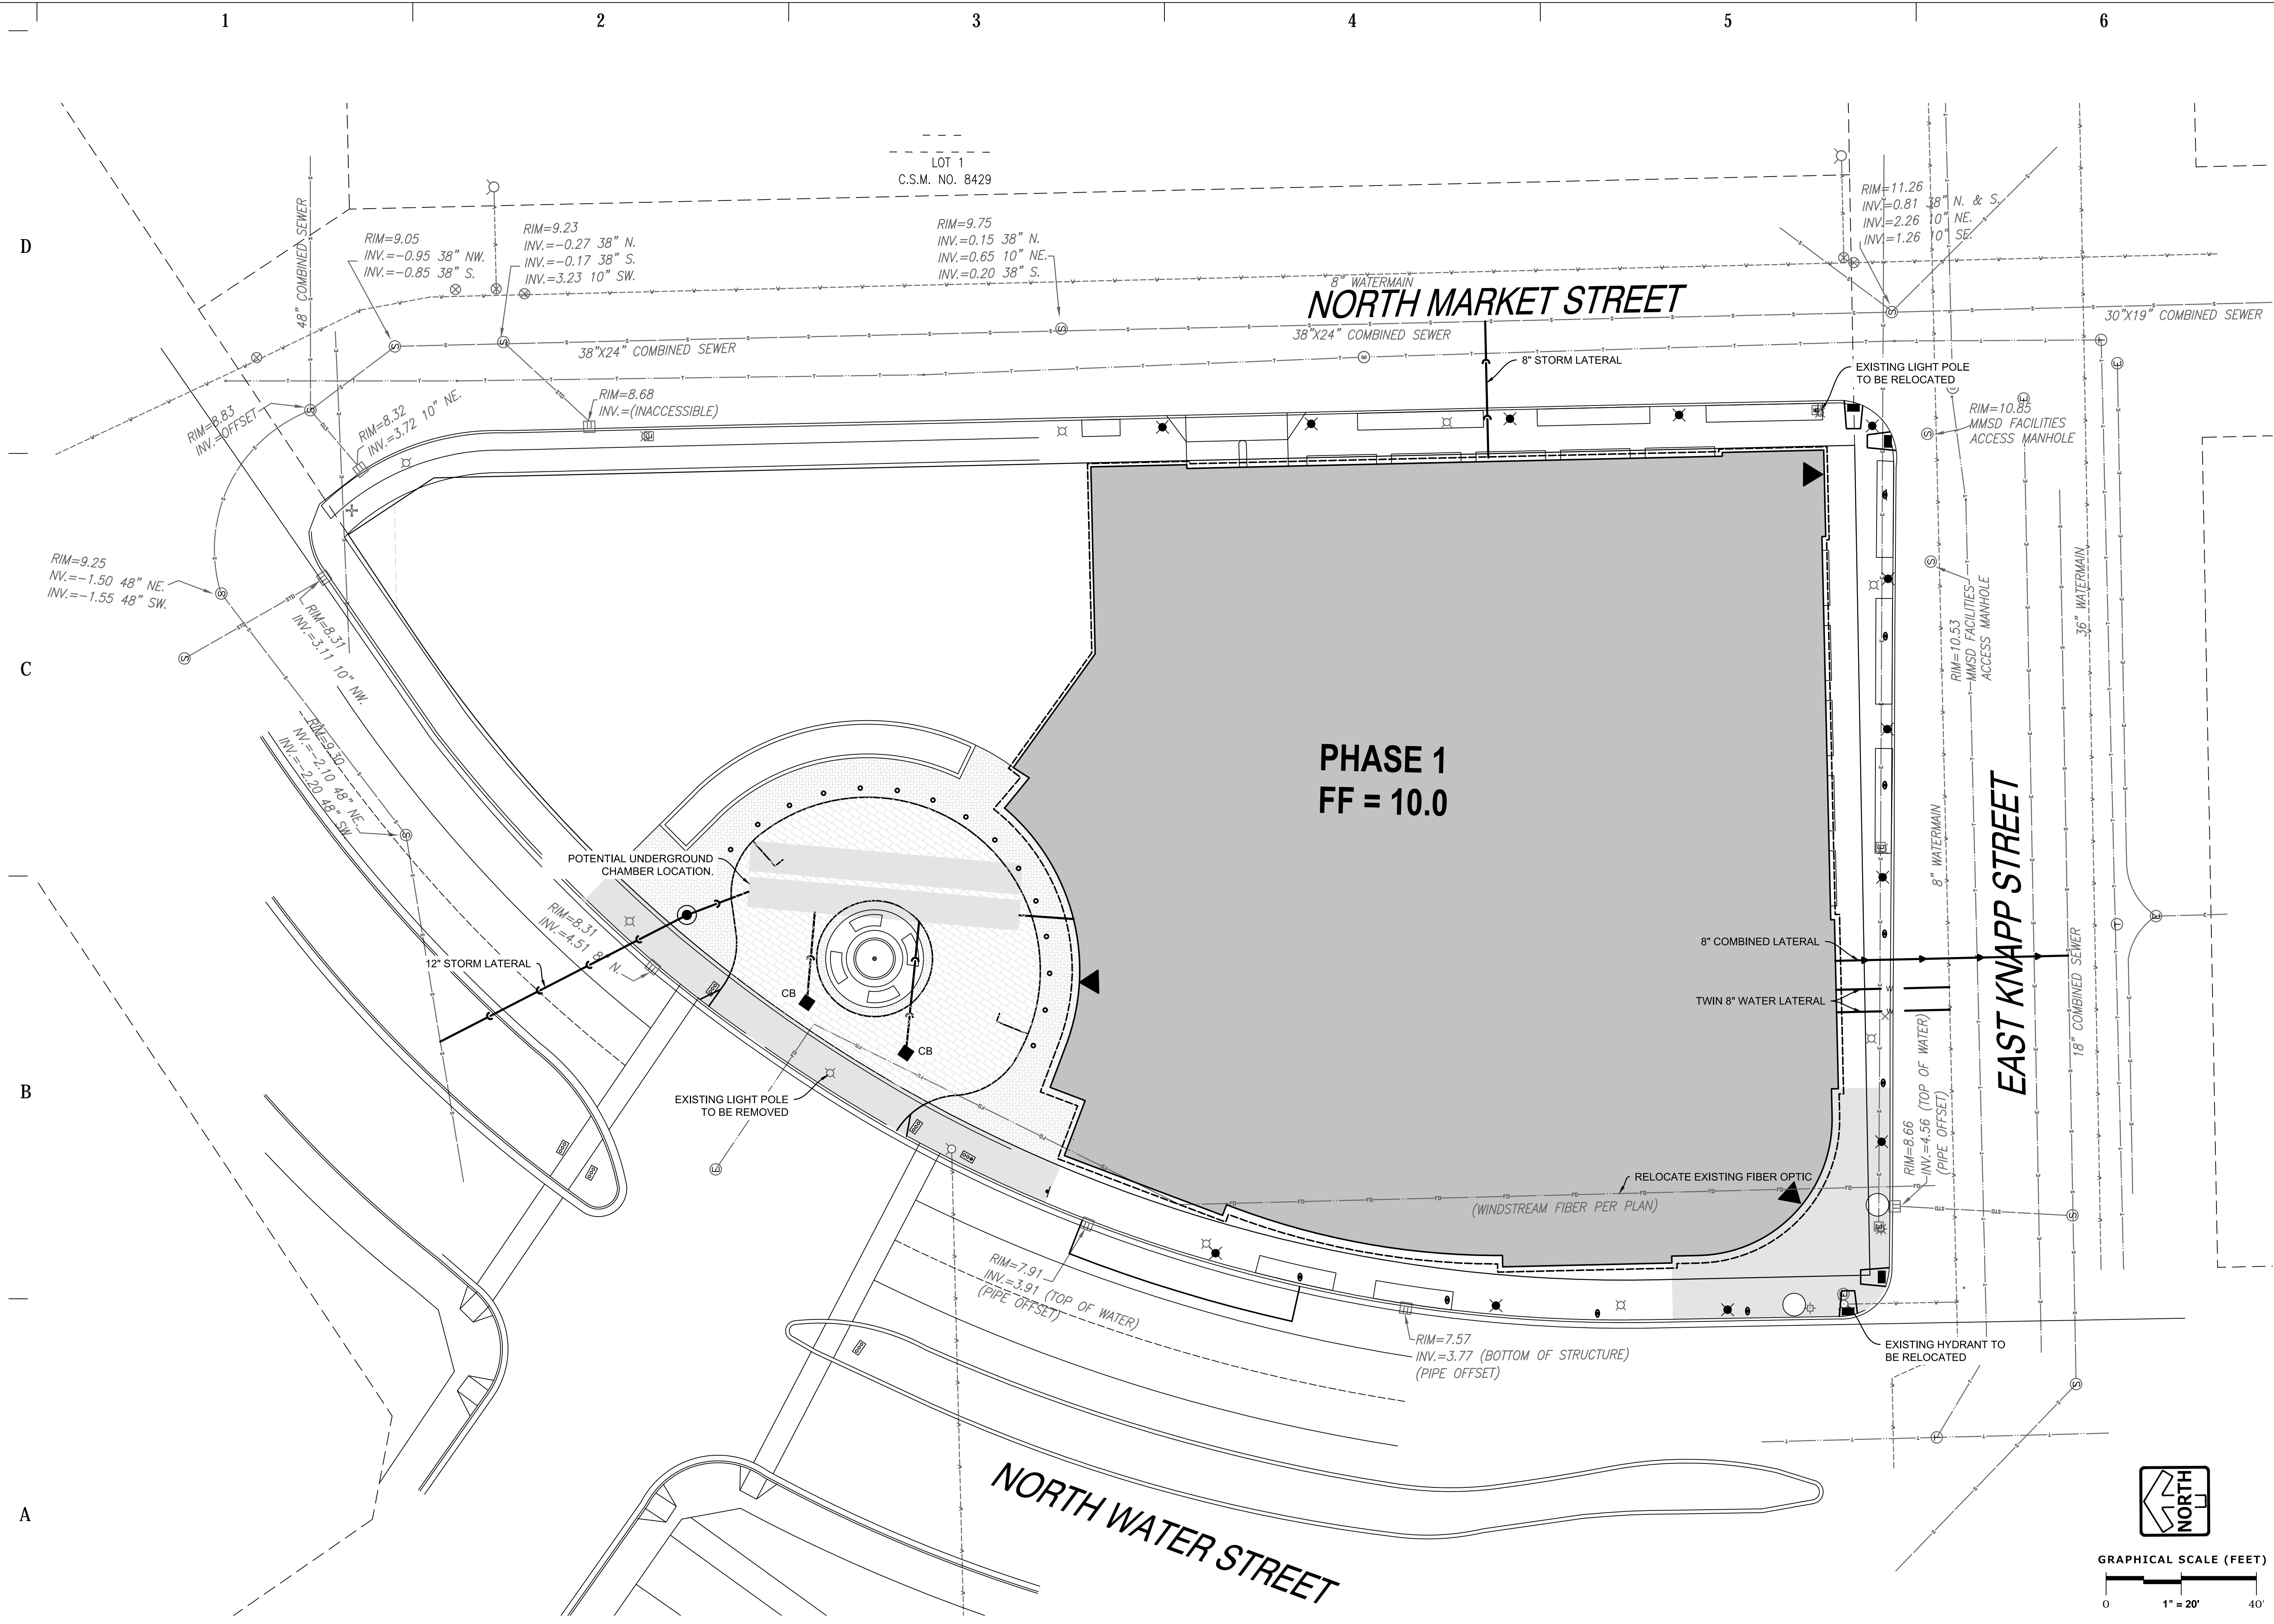 1
2
3
4
5
6
D
C
B
A
LOT 1
C.S.M. NO. 8429
48" COMBINED SEWER
RIM=9.05
INV.=-0.95 38" NW.
INV.=-0.85 38" S.
RIM=9.23
INV.=-0.27 38" N.
INV.=-0.17 38" S.
INV.=3.23 10" SW.
RIM=9.75
INV.=0.15 38" N.
INV.=0.65 10" NE.
INV.=0.20 38" S.
RIM=11.26
INV.=0.81 38" N. & S.
INV.=2.26 10" NE.
INV.=1.26 10" SE.
8" WATERMAIN
NORTH MARKET STREET
38"X24" COMBINED SEWER
38"X24" COMBINED SEWER
30"X19" COMBINED SEWER
8" STORM LATERAL
EXISTING LIGHT POLE
TO BE RELOCATED
RIM=8.68
INV.=(INACCESSIBLE)
RIM=8.83
INV.=OFFSET
RIM=8.32
INV.=3.72 10" NE.
RIM=10.85
MMSD FACILITIES
ACCESS MANHOLE
RIM=9.25
NV.=-1.50 48" NE.
INV.=-1.55 48" SW.
RIM=8.31
INV.=3.11 10" NW.
RIM=10.53
MMSD FACILITIES
ACCESS MANHOLE
36" WATERMAIN
RIM=9.30
NV.=-2.10 48" NE.
INV.=-2.20 48" SW.
PHASE 1
FF = 10.0
POTENTIAL UNDERGROUND
CHAMBER LOCATION.
8" WATERMAIN
EAST KNAPP STREET
RIM=8.31
INV.=4.51 8" N.
12" STORM LATERAL
8" COMBINED LATERAL
TWIN 8" WATER LATERAL
18" COMBINED SEWER
CB
CB
EXISTING LIGHT POLE
TO BE REMOVED
RIM=8.66
INV.=4.56 (TOP OF WATER)
(PIPE OFFSET)
RELOCATE EXISTING FIBER OPTIC
(WINDSTREAM FIBER PER PLAN)
RIM=7.91
INV.=3.91 (TOP OF WATER)
(PIPE OFFSET)
RIM=7.57
INV.=3.77 (BOTTOM OF STRUCTURE)
(PIPE OFFSET)
EXISTING HYDRANT TO
BE RELOCATED
NORTH WATER STREET
NORTH
GRAPHICAL SCALE (FEET)
0 1" = 20' 40'